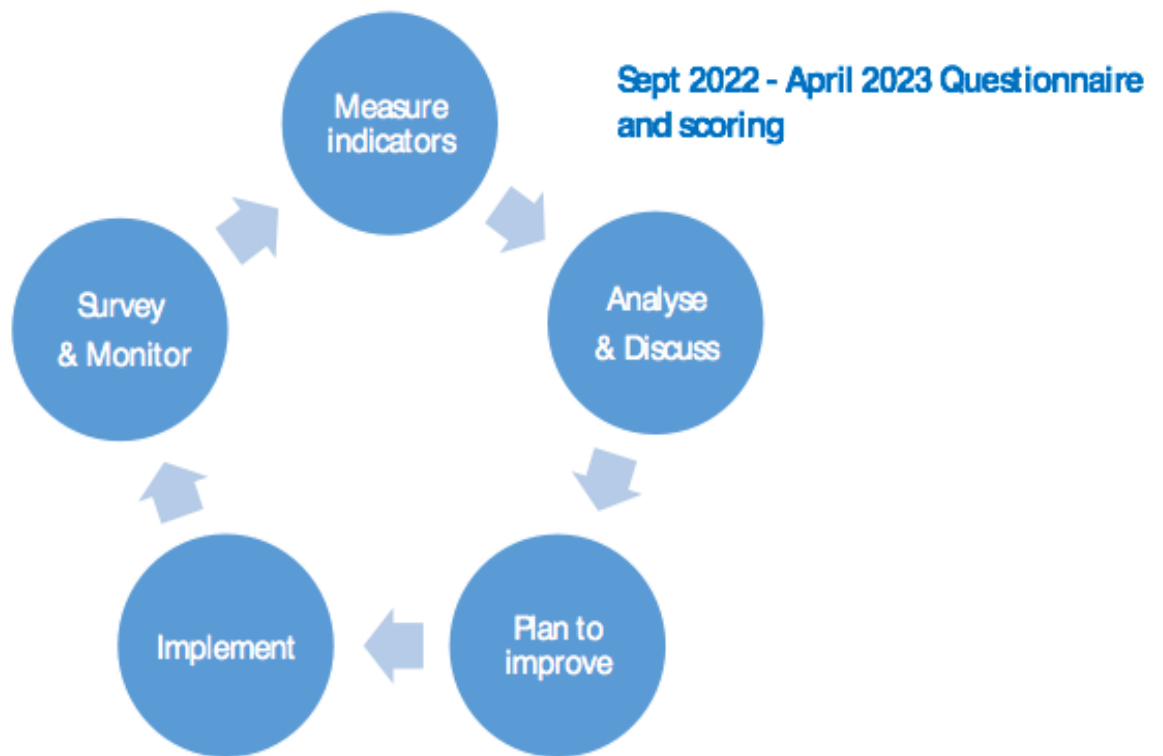 Measure
indicators
Sept 2022 - April 2023 Questionnaire
and scoring
Analyse
& Discuss
Plan to
improve
Implement
Survey
& Monitor